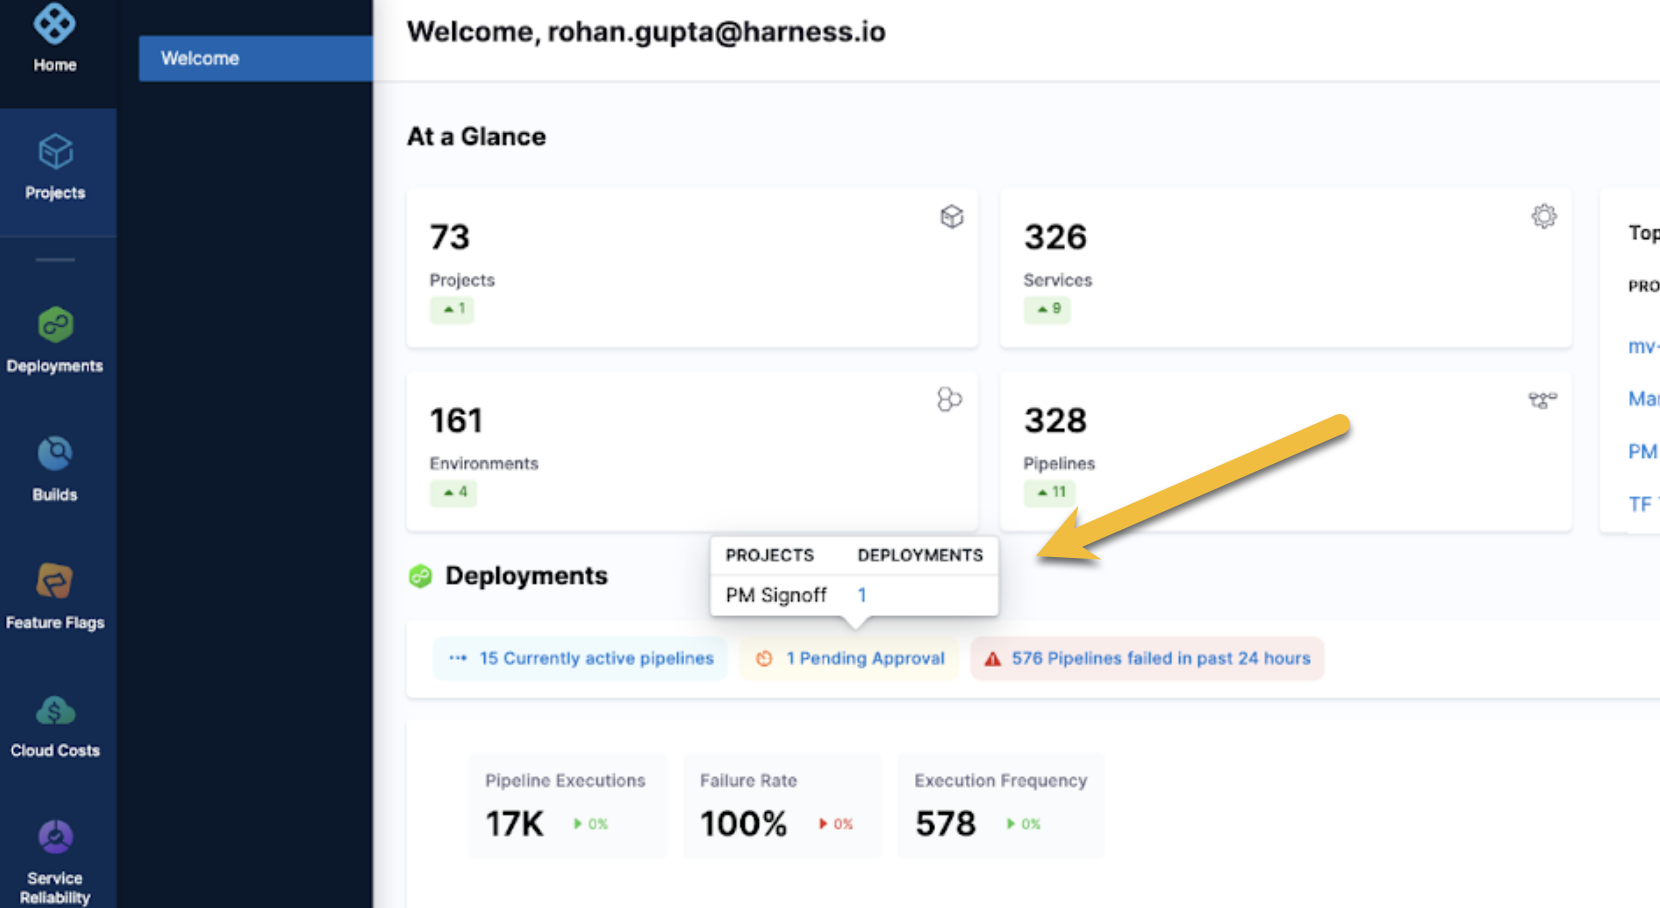 Home
Projects
Deployments
Builds
Feature Flags
Cloud Costs
Service
Reliability
Welcome
Welcome, rohan.gupta@harness.io
At a Glance
73
Projects
1
326
Services
9
161
Environments
4
328
Pipelines
11
Top
PRO
mv-
Mar
PM
TF
Deployments
PROJECTS DEPLOYMENTS
PM Signoff 1
15 Currently active pipelines
1 Pending Approval
576 Pipelines failed in past 24 hours
Pipeline Executions
17K 0%
Failure Rate
100% 0%
Execution Frequency
578 0%